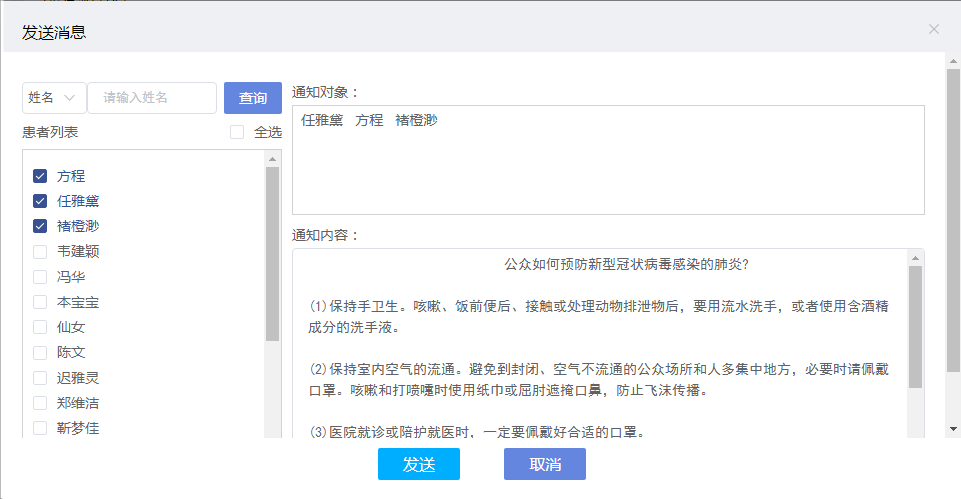 发送消息
姓名
请输入姓名
查询
患者列表
全选
方程
任雅黛
褚橙渺
韦建颖
冯华
本宝宝
仙女
陈文
迟雅灵
郑维洁
靳梦佳
通知对象：
任雅黛 方程 褚橙渺
通知内容：
公众如何预防新型冠状病毒感染的肺炎?
(1)保持手卫生。咳嗽、饭前便后、接触或处理动物排泄物后，要用流水洗手，或者使用含酒精
成分的洗手液。
(2)保持室内空气的流通。避免到封闭、空气不流通的公众场所和人多集中地方，必要时请佩戴
口罩。咳嗽和打喷嚏时使用纸巾或屈肘遮掩口鼻，防止飞沫传播。
(3)医院就诊或陪护就医时，一定要佩戴好合适的口罩。
发送
取消